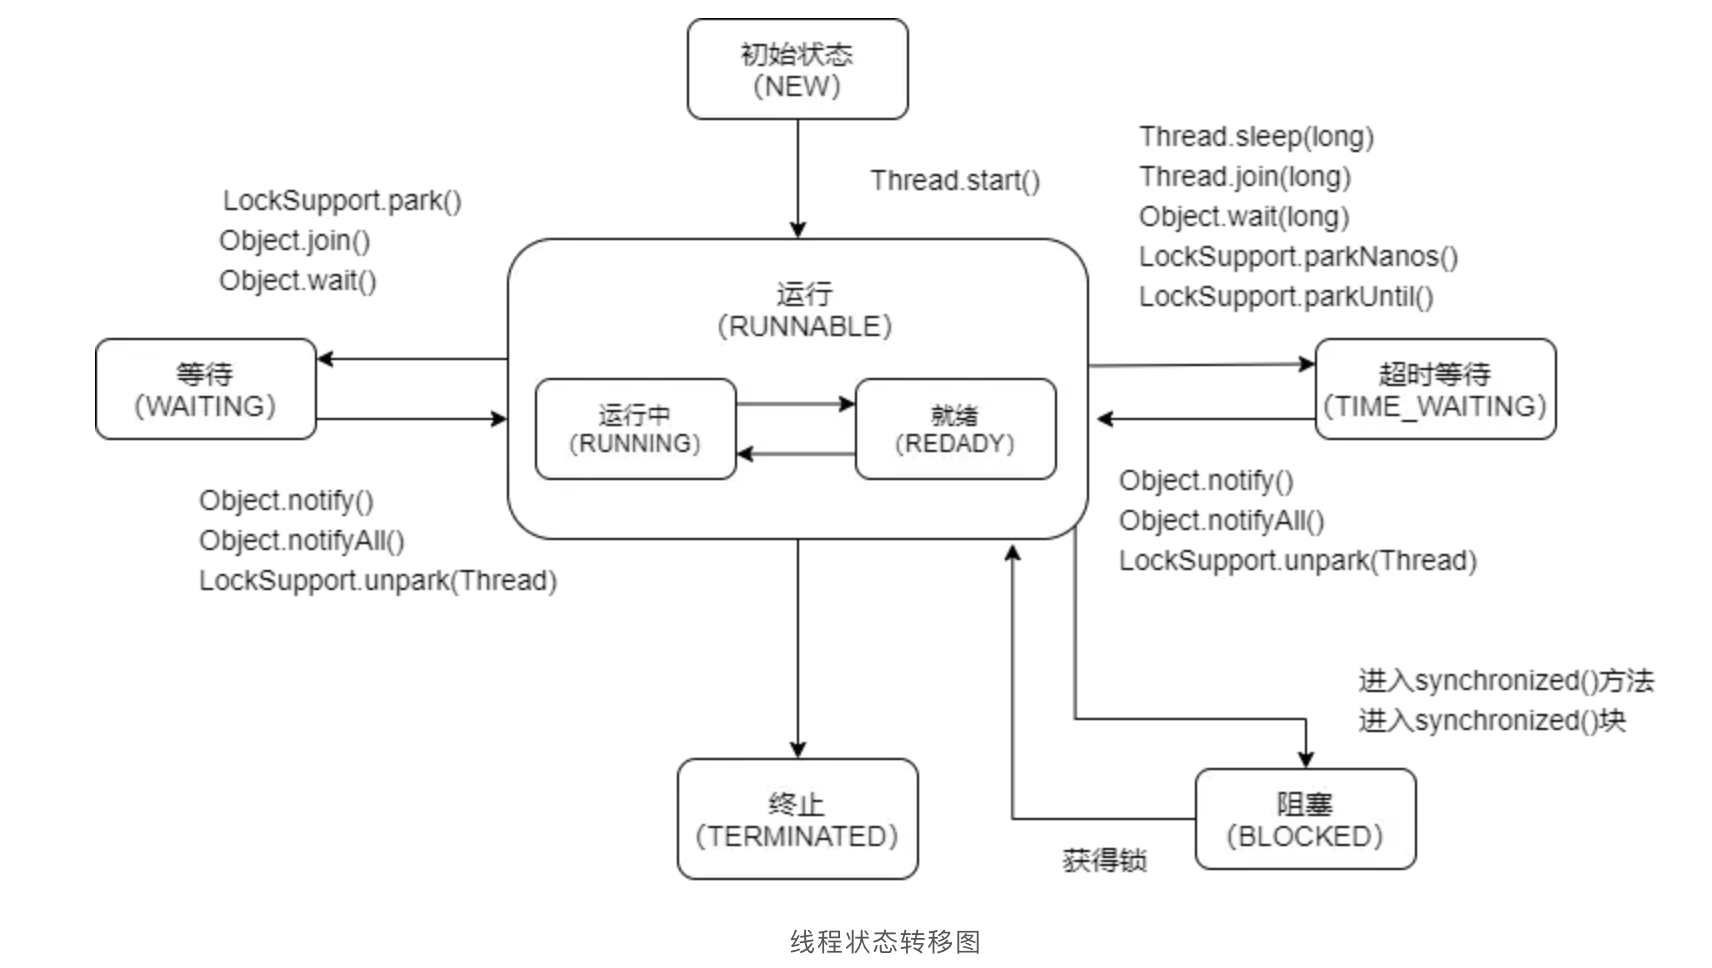 初始状态
(NEW)
Thread.start()
LockSupport.park()
Object.join()
Object.wait()
Thread.sleep(long)
Thread.join(long)
Object.wait(long)
LockSupport.parkNanos()
LockSupport.parkUntil()
运行
(RUNNABLE)
等待
(WAITING)
运行中
(RUNNING)
就绪
(REDADY)
超时等待
(TIME_WAITING)
Object.notify()
Object.notifyAll()
LockSupport.unpark(Thread)
Object.notify()
Object.notifyAll()
LockSupport.unpark(Thread)
进入synchronized()方法
进入synchronized()块
终止
(TERMINATED)
阻塞
(BLOCKED)
获得锁
线程状态转移图